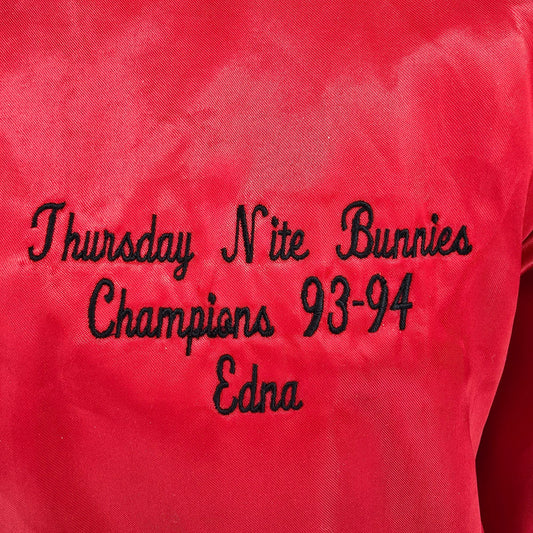 Thursday Nite Bunnies
Champions 93-94
Edna